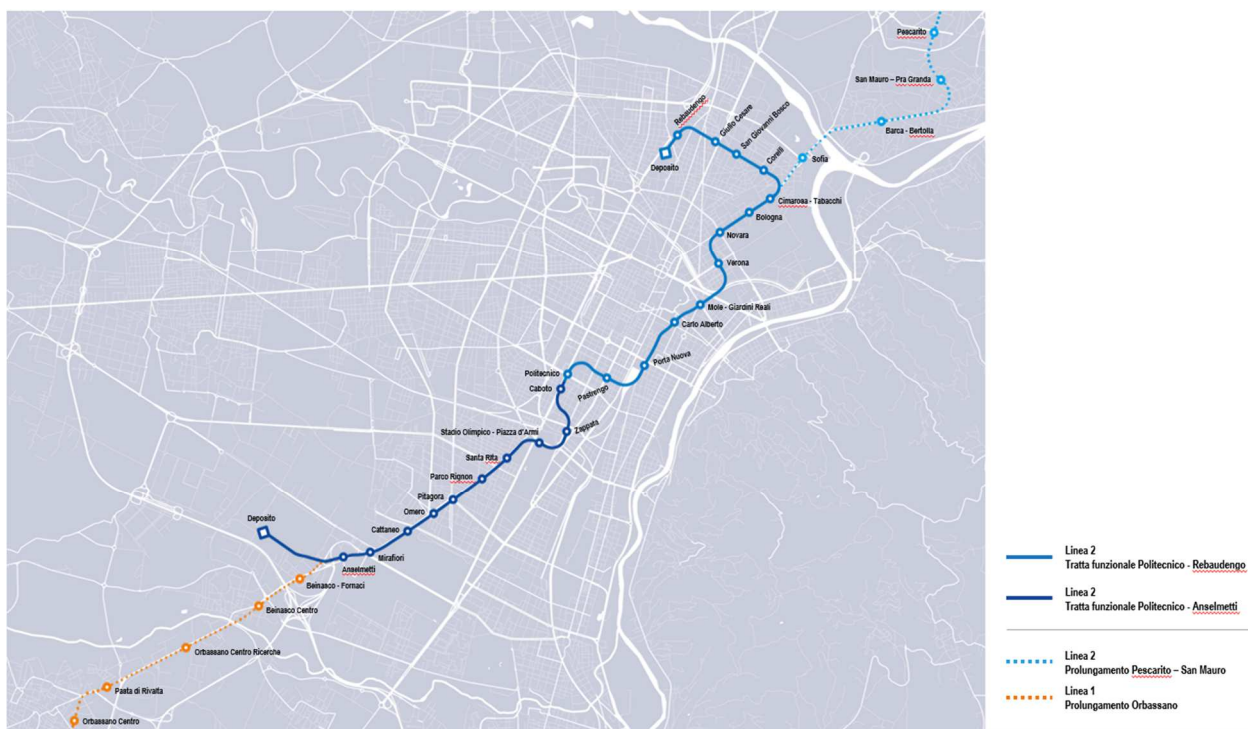 Pescarito
San Mauro – Pra Granda
Barca - Bertolla
Sofia
Rebaudengo
Giulio Cesare
San Giovanni Bosco
Corelli
Deposito
Cimarosa - Tabacchi
Bologna
Novara
Verona
Mole - Giardini Reali
Carlo Alberto
Porta Nuova
Pastrengo
Politecnico
Caboto
Zappata
Stadio Olimpico - Piazza d'Armi
Santa Rita
Parco Rignon
Pitagora
Omero
Cattaneo
Mirafiori
Anselmetti
Deposito
Beinasco - Fornaci
Beinasco Centro
Orbassano Centro Ricerche
Pasta di Rivalta
Orbassano Centro
Linea 2
Tratta funzionale Politecnico - Rebaudengo
Linea 2
Tratta funzionale Politecnico - Anselmetti
Linea 2
Prolungamento Pescarito – San Mauro
Linea 1
Prolungamento Orbassano